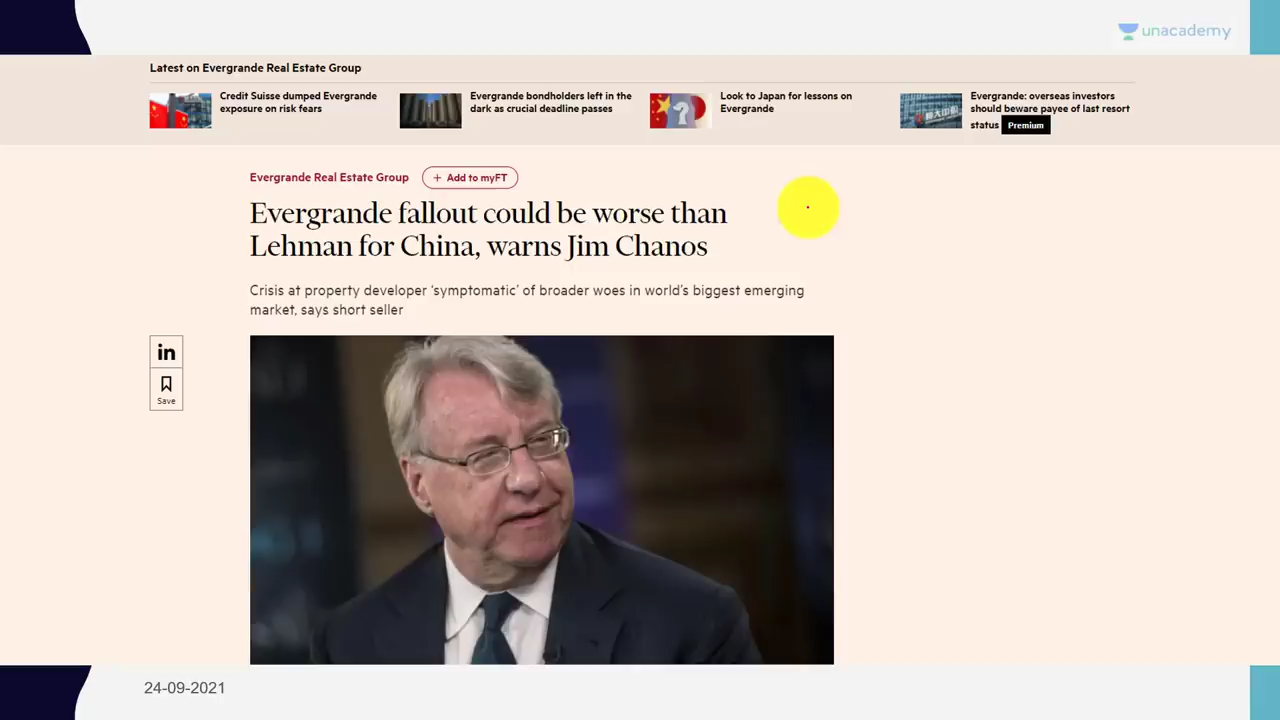 unacademy
Latest on Evergrande Real Estate Group
Credit Suisse dumped Evergrande
exposure on risk fears
Evergrande bondholders left in the
dark as crucial deadline passes
Look to Japan for lessons on
Evergrande
Evergrande: overseas investors
should beware payee of last resort
status Premium
Evergrande Real Estate Group + Add to myFT
Evergrande fallout could be worse than
Lehman for China, warns Jim Chanos
Crisis at property developer ‘symptomatic’ of broader woes in world’s biggest emerging
market, says short seller
in
Save
24-09-2021